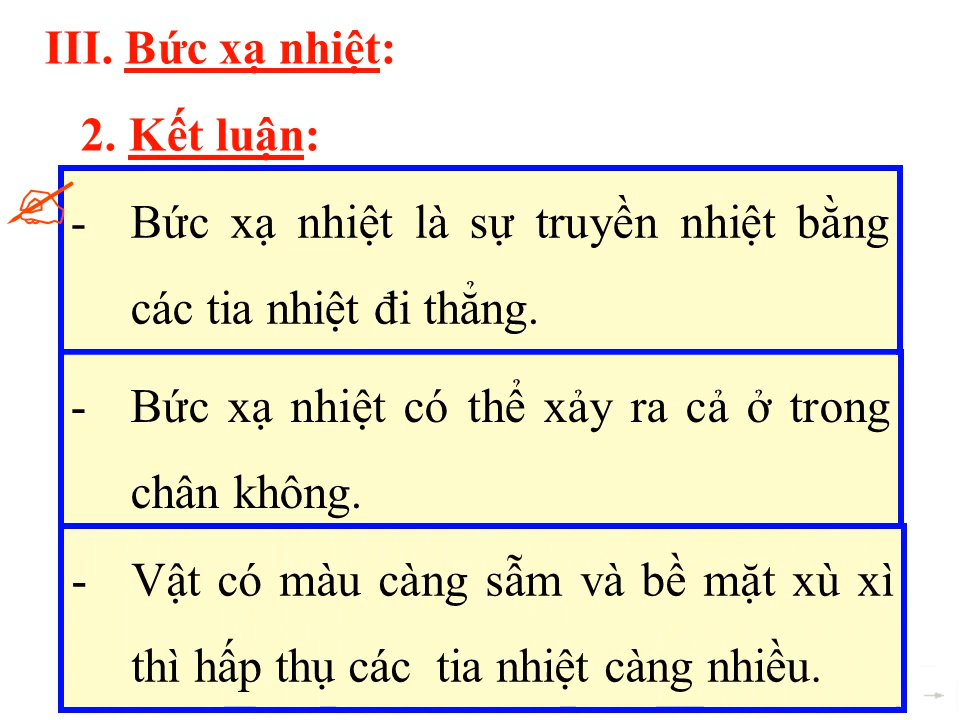 III. Bức xạ nhiệt:
2. Kết luận:
- Bức xạ nhiệt là sự truyền nhiệt bằng
các tia nhiệt đi thẳng.
- Bức xạ nhiệt có thể xảy ra cả ở trong
chân không.
- Vật có màu càng sẫm và bề mặt xù xì
thì hấp thụ các tia nhiệt càng nhiều.